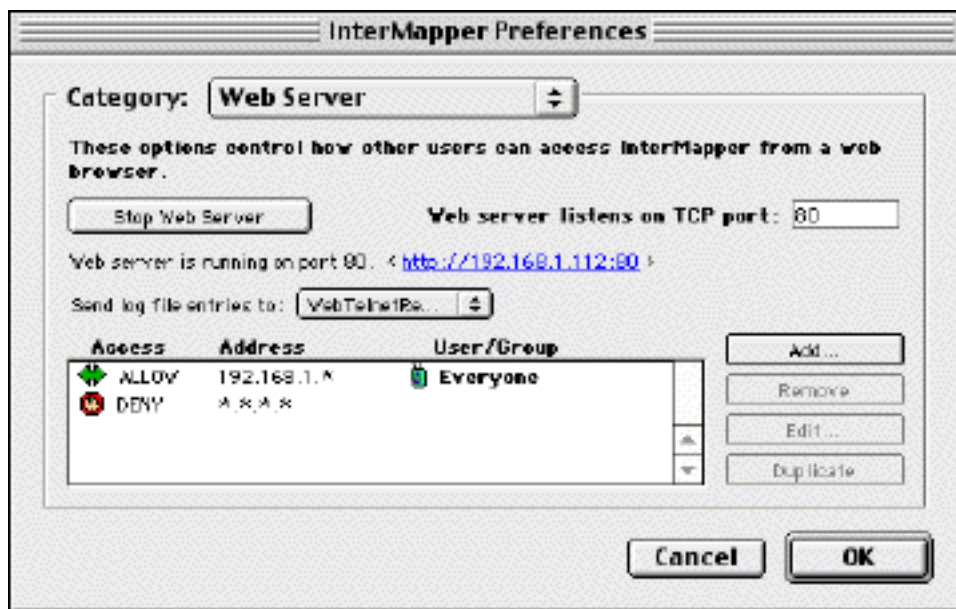 InterMapper Preferences
Category: Web Server
These options control how other users can access InterMapper from a web
browser.
Stop Web Server
Web server listens on TCP port: 80
Web server is running on port 80. < http://192.168.1.112:80 >
Send log file entries to: WebTelnetRe...
Access Address User/Group
ALLOW 192.168.1.* Everyone
DENY *.*.*.*
Add...
Remove
Edit...
Duplicate
Cancel
OK